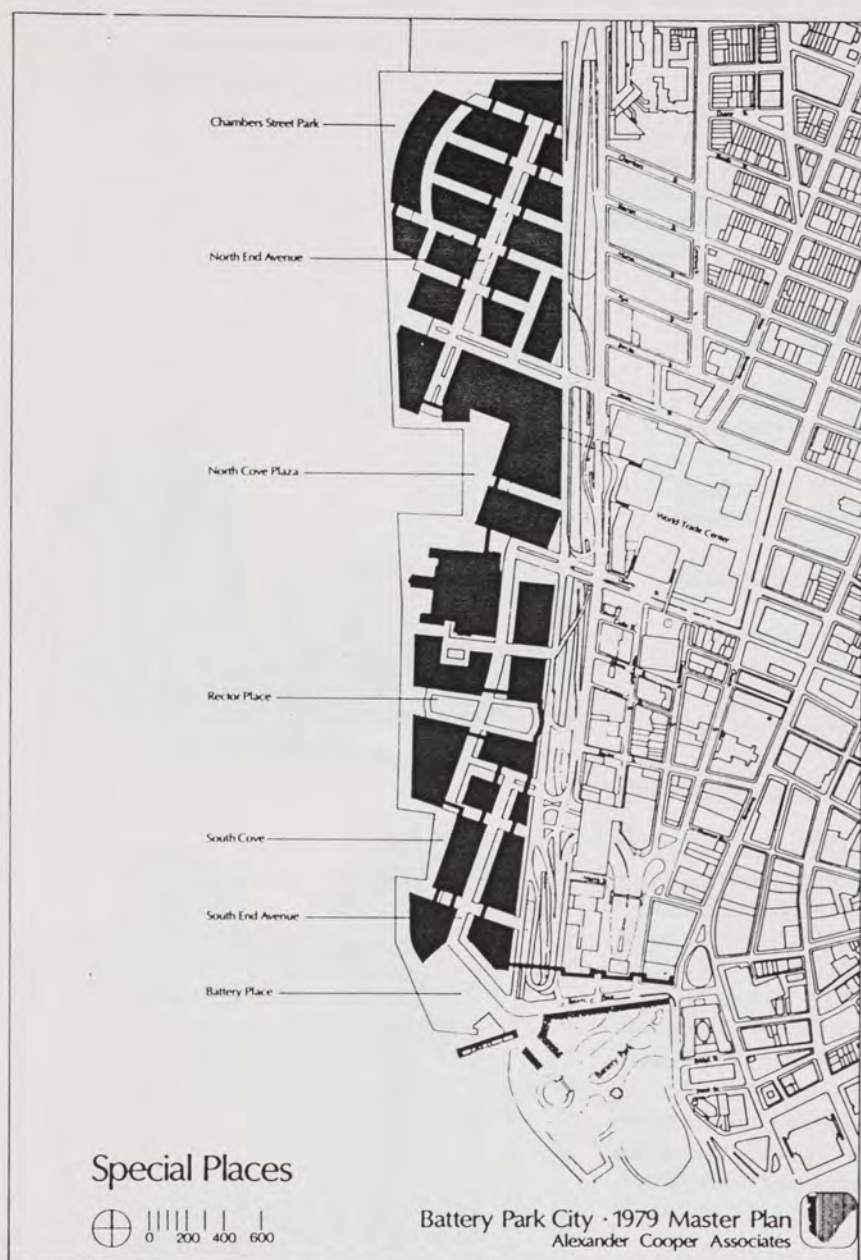 Chambers Street Park
North End Avenue
North Cove Plaza
World Trade Center
Rector Place
South Cove
South End Avenue
Battery Place
Battery Park
Special Places
0 200 400 600
Battery Park City · 1979 Master Plan
Alexander Cooper Associates